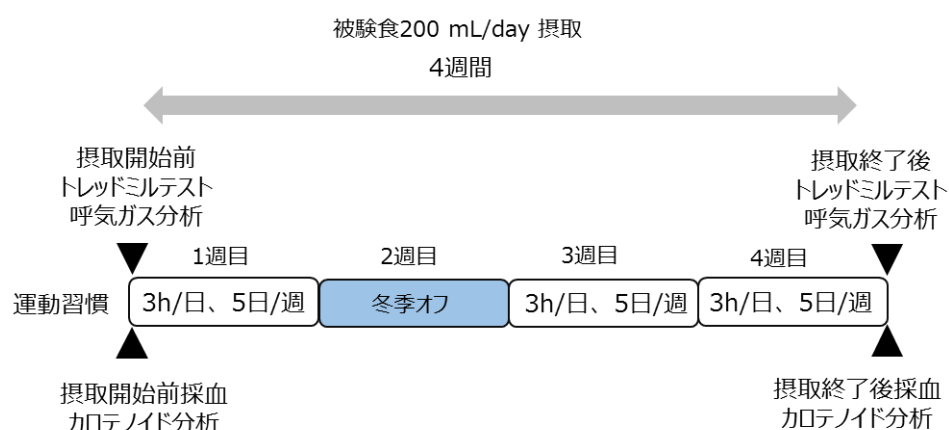 被験食200 mL/day 摂取
4週間
摂取開始前
トレッドミルテスト
呼気ガス分析
摂取終了後
トレッドミルテスト
呼気ガス分析
1週目
2週目
3週目
4週目
運動習慣
3h/日、5日/週
冬季オフ
3h/日、5日/週
3h/日、5日/週
摂取開始前採血
カロテノイド分析
摂取終了後採血
カロテノイド分析